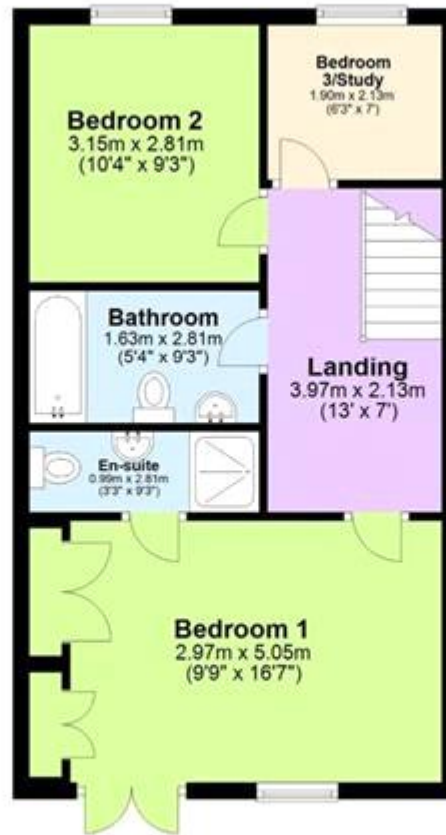 Bedroom 2
3.15m x 2.81m
(10'4" x 9'3")
Bedroom
3/Study
1.90m x 2.13m
(6'3" x 7')
Bathroom
1.63m x 2.81m
(5'4" x 9'3")
Landing
3.97m x 2.13m
(13' x 7')
En-suite
0.99m x 2.81m
(3'3" x 9'3")
Bedroom 1
2.97m x 5.05m
(9'9" x 16'7")